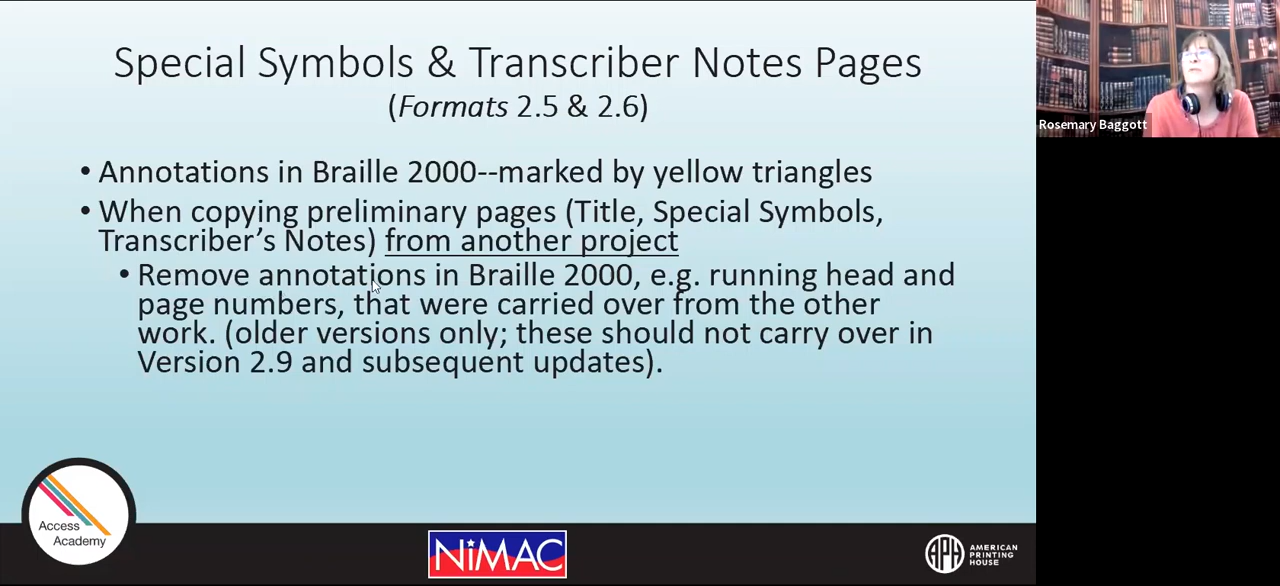 Special Symbols & Transcriber Notes Pages
(Formats 2.5 & 2.6)
• Annotations in Braille 2000--marked by yellow triangles
• When copying preliminary pages (Title, Special Symbols,
Transcriber’s Notes) from another project
• Remove annotations in Braille 2000, e.g. running head and
page numbers, that were carried over from the other
work. (older versions only; these should not carry over in
Version 2.9 and subsequent updates).
Rosemary Baggott
Access
Academy
NIMAC
APH
AMERICAN
PRINTING
HOUSE